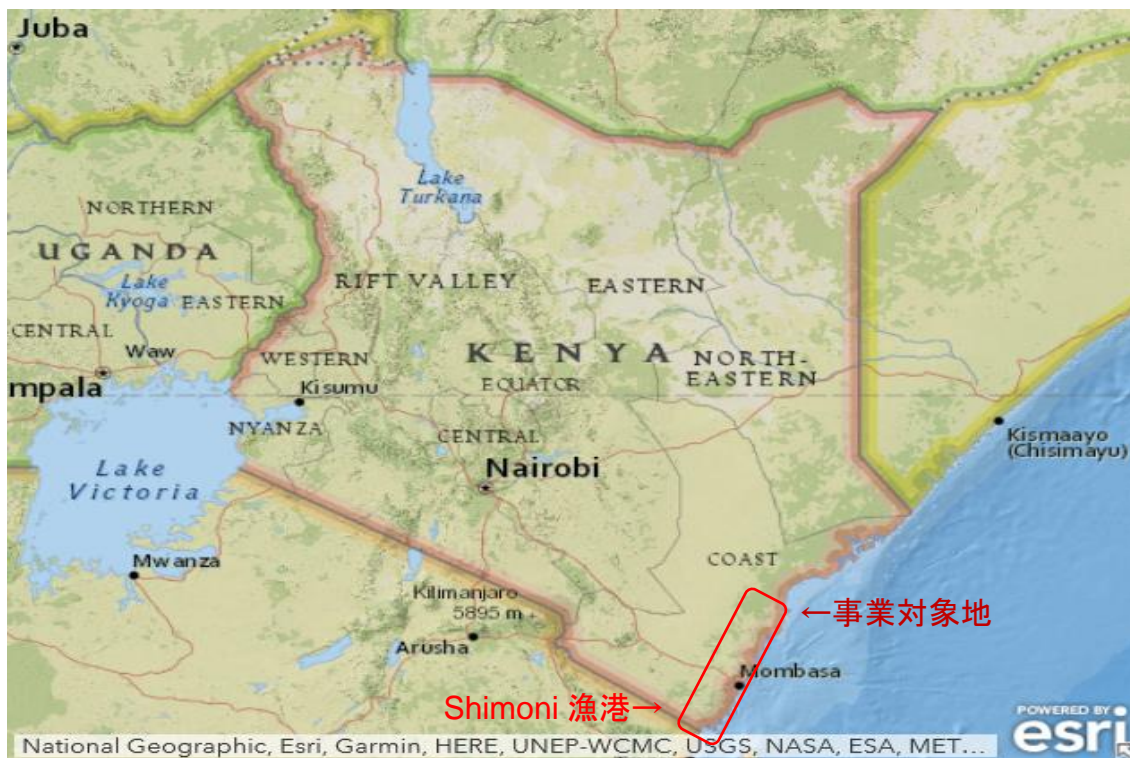 Juba
Lake
Turkana
NORTHERN
UGANDA
Lake
Kyoga
EASTERN
RIFT VALLEY
EASTERN
CENTRAL
Waw
mpala
WESTERN
Kisumu
KENYA
EQUATOR
NORTH-
EASTERN
NYANZA
CENTRAL
Nairobi
Kismaayo
(Chisimayu)
Lake
Victoria
Mwanza
COAST
Kilimanjaro
5895 m
Arusha
←事業対象地
Mombasa
Shimoni 漁港→
POWERED BY
esri
National Geographic, Esri, Garmin, HERE, UNEP-WCMC, USGS, NASA, ESA, MET...